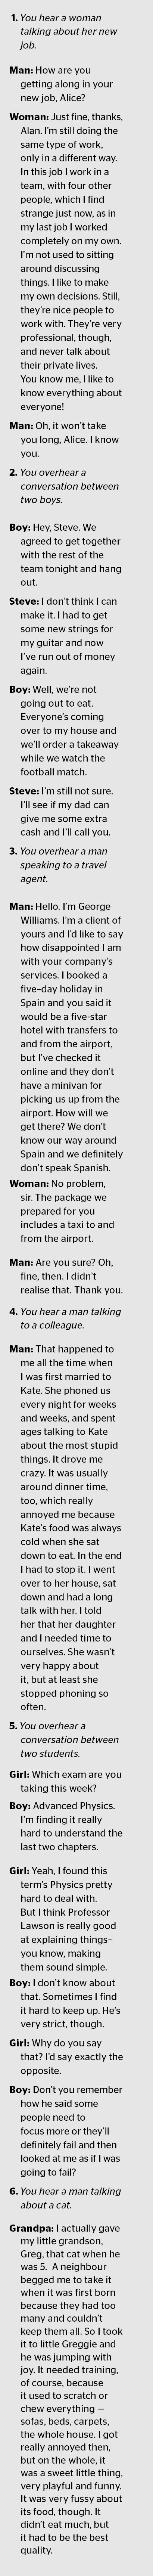 1. You hear a woman
talking about her new
job.
Man: How are you
getting along in your
new job, Alice?
Woman: Just fine, thanks,
Alan. I'm still doing the
same type of work,
only in a different way.
In this job I work in a
team, with four other
people, which I find
strange just now, as in
my last job I worked
completely on my own.
I'm not used to sitting
around discussing
things. I like to make
my own decisions. Still,
they're nice people to
work with. They're very
professional, though,
and never talk about
their private lives.
You know me, I like to
know everything about
everyone!
Man: Oh, it won't take
you long, Alice. I know
you.
2. You overhear a
conversation between
two boys.
Boy: Hey, Steve. We
agreed to get together
with the rest of the
team tonight and hang
out.
Steve: I don't think I can
make it. I had to get
some new strings for
my guitar and now
I've run out of money
again.
Boy: Well, we're not
going out to eat.
Everyone's coming
over to my house and
we'll order a takeaway
while we watch the
football match.
Steve: I'm still not sure.
I'll see if my dad can
give me some extra
cash and I'll call you.
3. You overhear a man
speaking to a travel
agent.
Man: Hello. I'm George
Williams. I'm a client of
yours and I'd like to say
how disappointed I am
with your company's
services. I booked a
five-day holiday in
Spain and you said it
would be a five-star
hotel with transfers to
and from the airport,
but I've checked it
online and they don't
have a minivan for
picking us up from the
airport. How will we
get there? We don't
know our way around
Spain and we definitely
don't speak Spanish.
Woman: No problem,
sir. The package we
prepared for you
includes a taxi to and
from the airport.
Man: Are you sure? Oh,
fine, then. I didn't
realise that. Thank you.
4. You hear a man talking
to a colleague.
Man: That happened to
me all the time when
I was first married to
Kate. She phoned us
every night for weeks
and weeks, and spent
ages talking to Kate
about the most stupid
things. It drove me
crazy. It was usually
around dinner time,
too, which really
annoyed me because
Kate's food was always
cold when she sat
down to eat. In the end
I had to stop it. I went
over to her house, sat
down and had a long
talk with her. I told
her that her daughter
and I needed time to
ourselves. She wasn't
very happy about
it, but at least she
stopped phoning so
often.
5. You overhear a
conversation between
two students.
Girl: Which exam are you
taking this week?
Boy: Advanced Physics.
I'm finding it really
hard to understand the
last two chapters.
Girl: Yeah, I found this
term's Physics pretty
hard to deal with.
But I think Professor
Lawson is really good
at explaining things–
you know, making
them sound simple.
Boy: I don't know about
that. Sometimes I find
it hard to keep up. He's
very strict, though.
Girl: Why do you say
that? I'd say exactly the
opposite.
Boy: Don't you remember
how he said some
people need to
focus more or they'll
definitely fail and then
looked at me as if I was
going to fail?
6. You hear a man talking
about a cat.
Grandpa: I actually gave
my little grandson,
Greg, that cat when he
was 5. A neighbour
begged me to take it
when it was first born
because they had too
many and couldn't
keep them all. So I took
it to little Greggie and
he was jumping with
joy. It needed training,
of course, because
it used to scratch or
chew everything —
sofas, beds, carpets,
the whole house. I got
really annoyed then,
but on the whole, it
was a sweet little thing,
very playful and funny.
It was very fussy about
its food, though. It
didn't eat much, but
it had to be the best
quality.